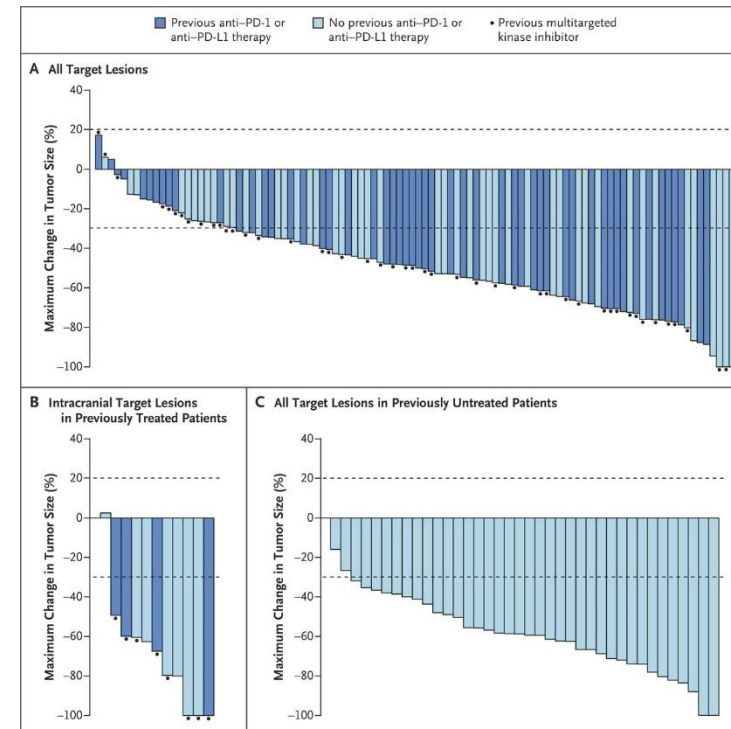 Previous anti–PD-1 or
anti–PD-L1 therapy
No previous anti–PD-1 or
anti–PD-L1 therapy
Previous multitargeted
kinase inhibitor
A All Target Lesions
Maximum Change in Tumor Size (%)
40
20
0
−20
−40
−60
−80
−100
B Intracranial Target Lesions
in Previously Treated Patients
Maximum Change in Tumor Size (%)
40
20
0
−20
−40
−60
−80
−100
C All Target Lesions in Previously Untreated Patients
Maximum Change in Tumor Size (%)
40
20
0
−20
−40
−60
−80
−100